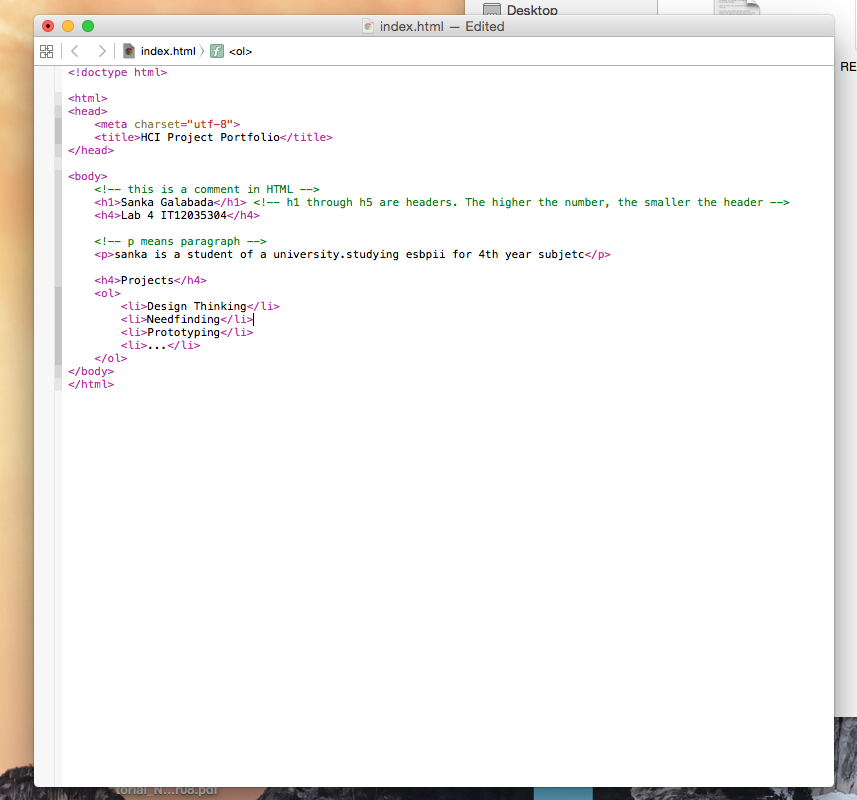 Desktop
index.html — Edited
RE
index.html 〉 f <ol>
<!doctype html>
<html>
<head>
<meta charset="utf-8">
<title>HCI Project Portfolio</title>
</head>
<body>
<!-- this is a comment in HTML -->
<h1>Sanka Galabada</h1> <!-- h1 through h5 are headers. The higher the number, the smaller the header -->
<h4>Lab 4 IT12035304</h4>
<!-- p means paragraph -->
<p>sanka is a student of a university.studying esbpii for 4th year subjetc</p>
<h4>Projects</h4>
<ol>
<li>Design Thinking</li>
<li>Needfinding</li>
<li>Prototyping</li>
<li>...</li>
</ol>
</body>
</html>
torial_N...r08.pdf